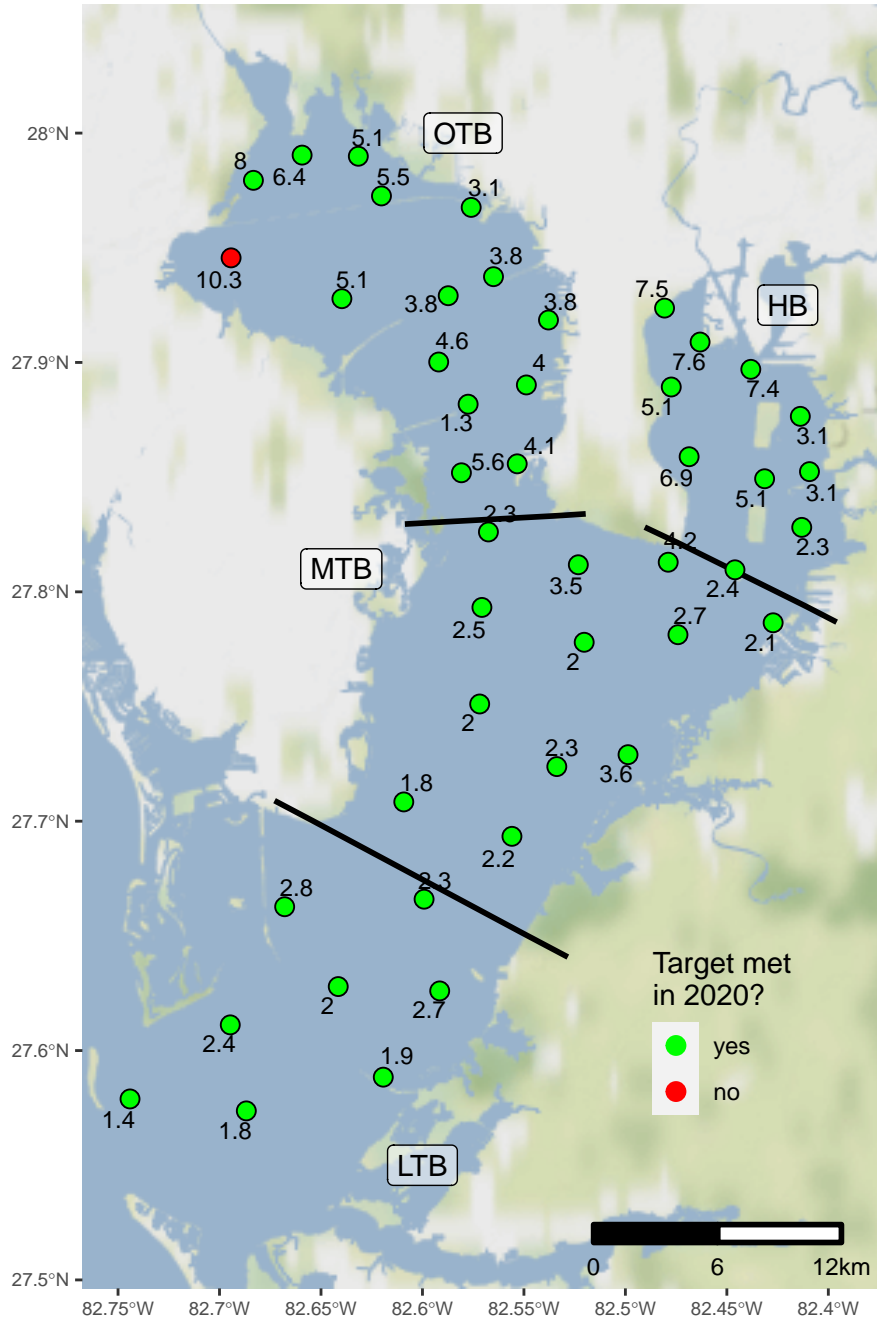 OTB
28°N
5.1
8
6.4
5.5
3.1
3.8
10.3
5.1
3.8
3.8
7.5
HB
4.6
4
7.6
27.9°N
7.4
5.1
1.3
3.1
4.1
5.6
6.9
3.1
5.1
2.3
4.2
2.3
MTB
3.5
2.4
27.8°N
2.5
2.7
2.1
2
2
2.3
3.6
1.8
27.7°N
2.2
2.3
2.8
Target met
in 2020?
2
2.7
2.4
yes
27.6°N
1.9
no
1.4
1.8
LTB
0
6
12km
27.5°N
82.75°W
82.7°W
82.65°W
82.6°W
82.55°W
82.5°W
82.45°W
82.4°W